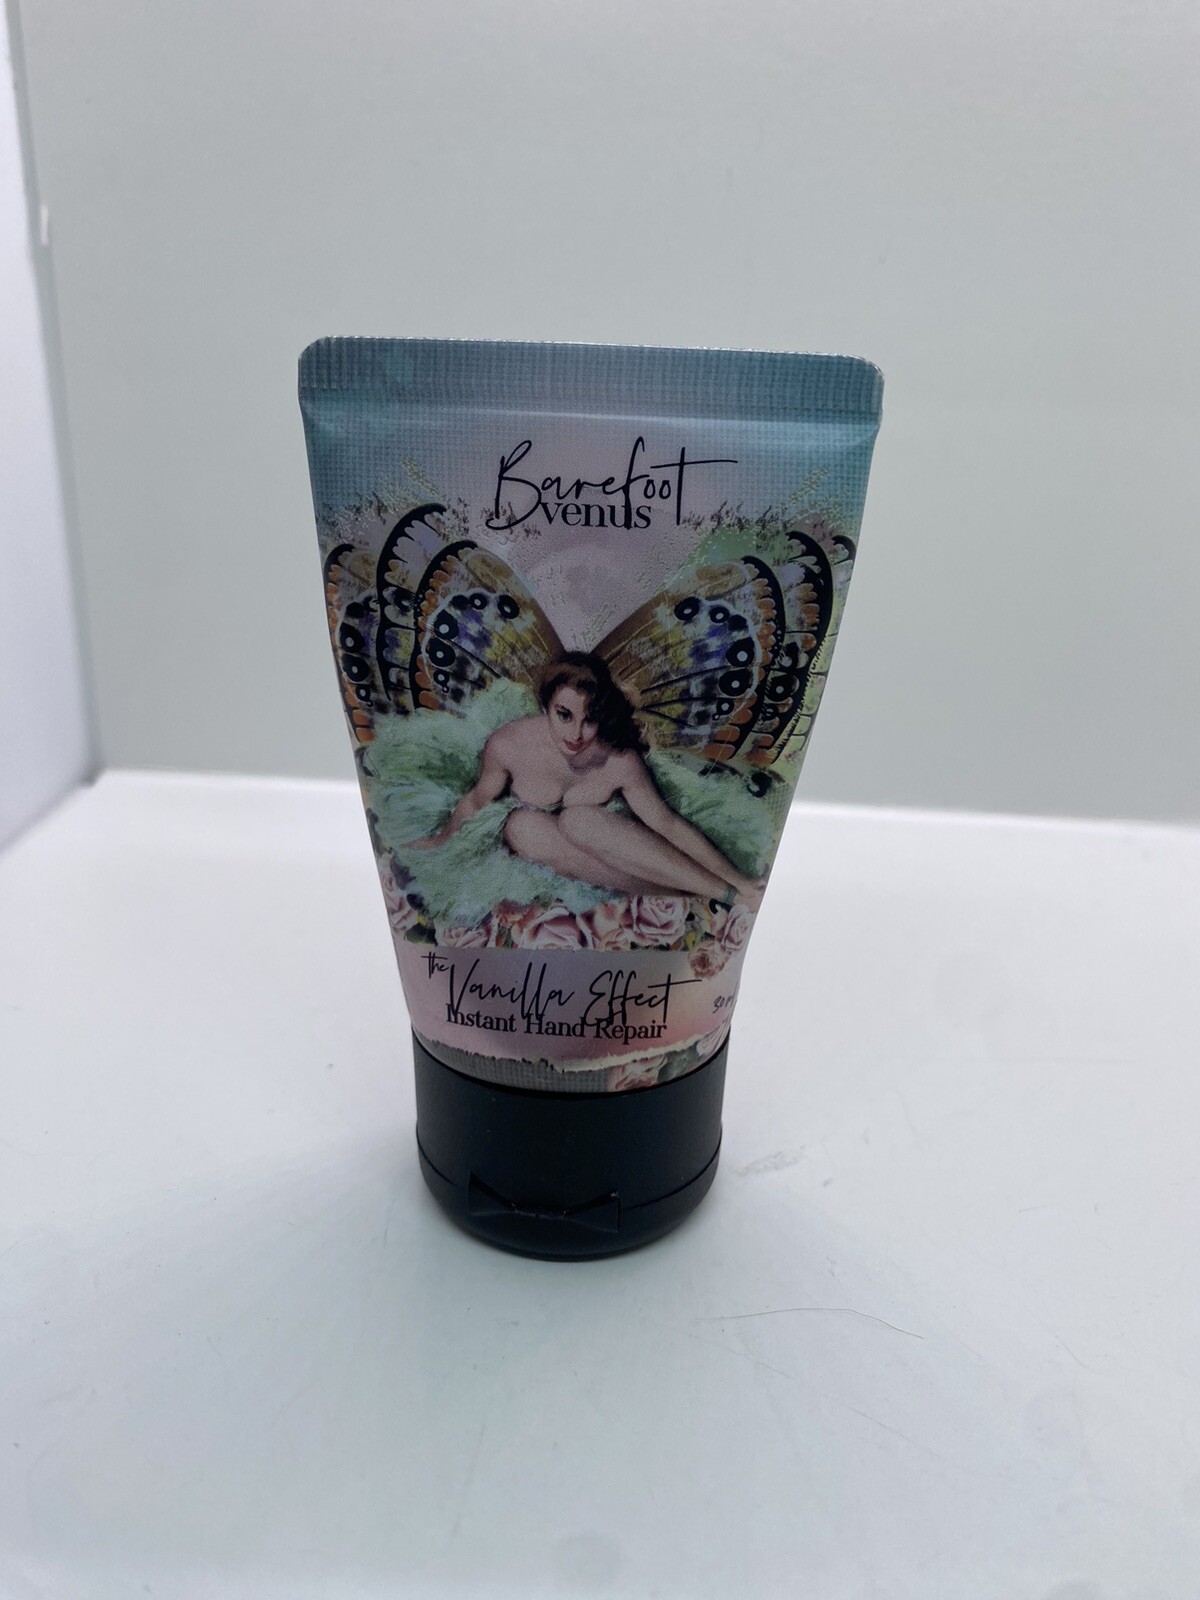 Barefoot
venus
the Vanilla Effect
Instant Hand Repair